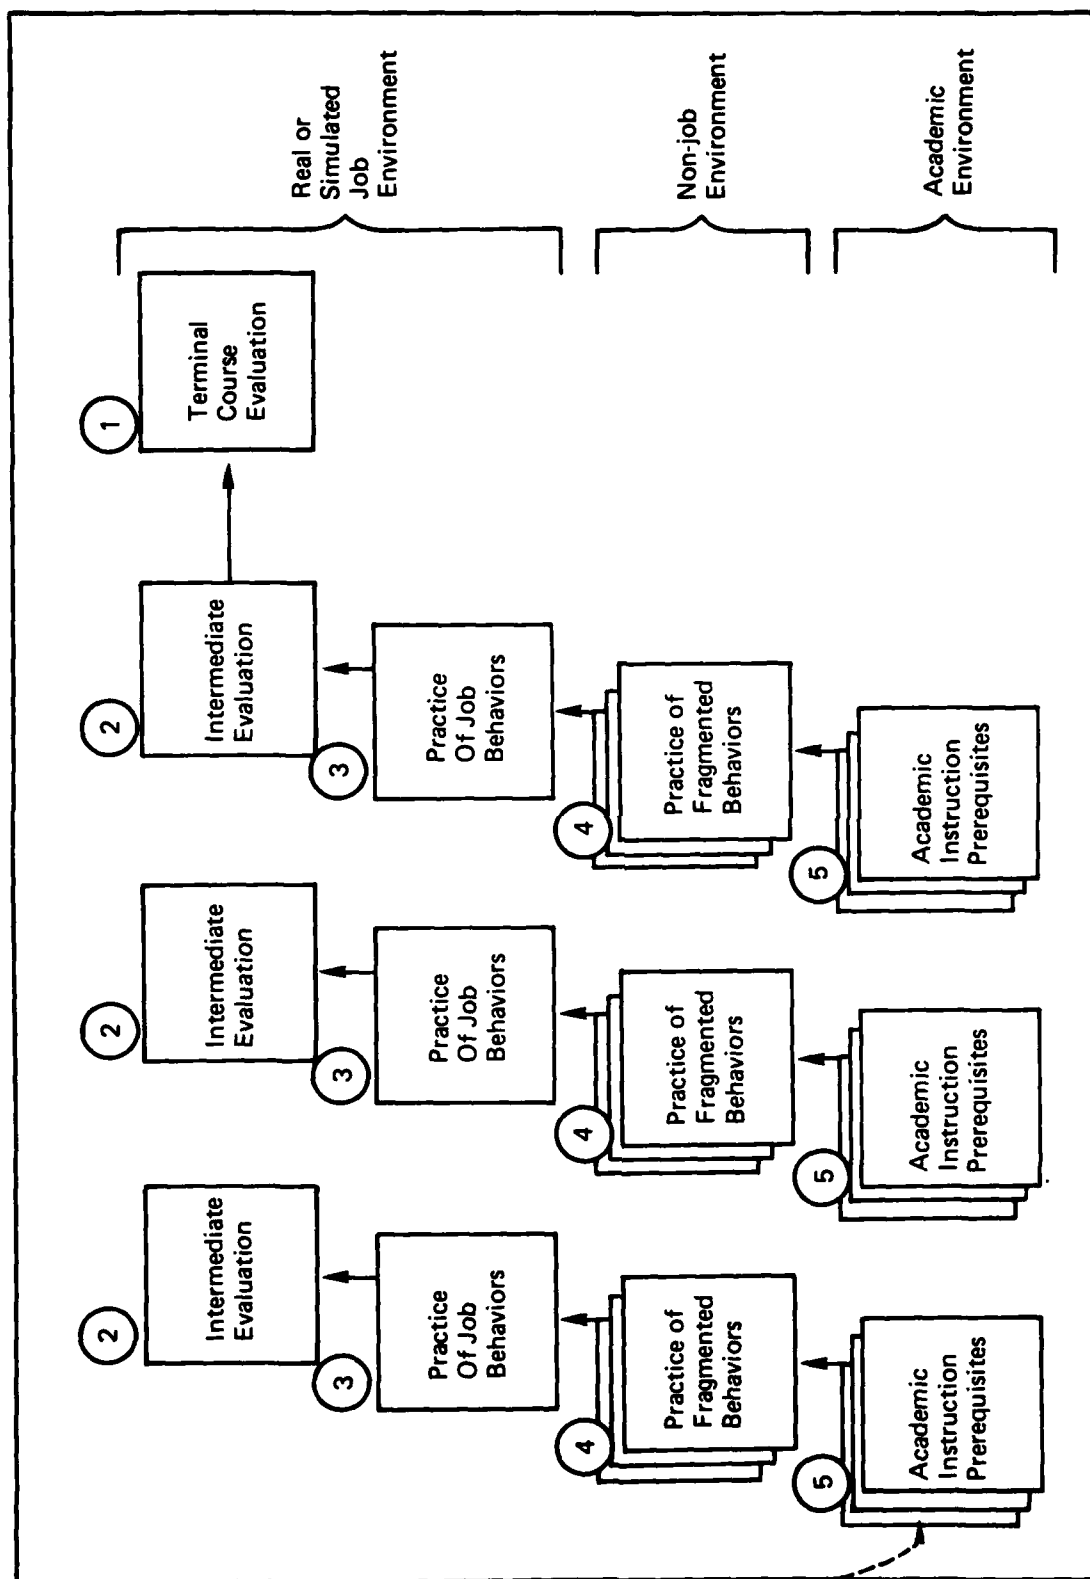 2
Intermediate
Evaluation
2
Intermediate
Evaluation
2
Intermediate
Evaluation
1
Terminal
Course
Evaluation
Real or
Simulated
Job
Environment
3
Practice
Of Job
Behaviors
3
Practice
Of Job
Behaviors
3
Practice
Of Job
Behaviors
4
Practice of
Fragmented
Behaviors
4
Practice of
Fragmented
Behaviors
4
Practice of
Fragmented
Behaviors
Non-job
Environment
5
Academic
Instruction
Prerequisites
5
Academic
Instruction
Prerequisites
5
Academic
Instruction
Prerequisites
Academic
Environment